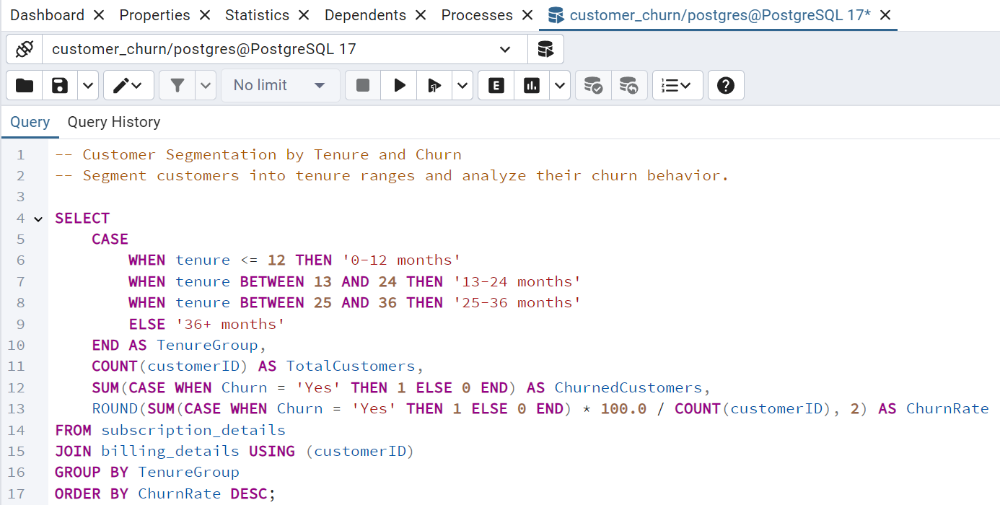 Dashboard Properties Statistics Dependents Processes customer_churn/postgres@PostgreSQL 17*
customer_churn/postgres@PostgreSQL 17
No limit E
Query Query History
1 -- Customer Segmentation by Tenure and Churn
2 -- Segment customers into tenure ranges and analyze their churn behavior.
3
4 SELECT
5     CASE
6         WHEN tenure <= 12 THEN '0-12 months'
7         WHEN tenure BETWEEN 13 AND 24 THEN '13-24 months'
8         WHEN tenure BETWEEN 25 AND 36 THEN '25-36 months'
9         ELSE '36+ months'
10     END AS TenureGroup,
11     COUNT(customerID) AS TotalCustomers,
12     SUM(CASE WHEN Churn = 'Yes' THEN 1 ELSE 0 END) AS ChurnedCustomers,
13     ROUND(SUM(CASE WHEN Churn = 'Yes' THEN 1 ELSE 0 END) * 100.0 / COUNT(customerID), 2) AS ChurnRate
14 FROM subscription_details
15 JOIN billing_details USING (customerID)
16 GROUP BY TenureGroup
17 ORDER BY ChurnRate DESC;